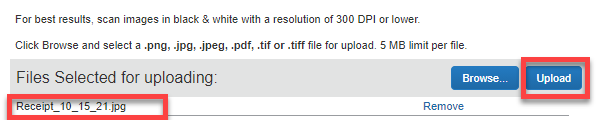 For best results, scan images in black & white with a resolution of 300 DPI or lower.
Click Browse and select a .png, .jpg, .jpeg, .pdf, .tif or .tiff file for upload. 5 MB limit per file.
Files Selected for uploading: Browse... Upload
Receipt_10_15_21.jpg Remove